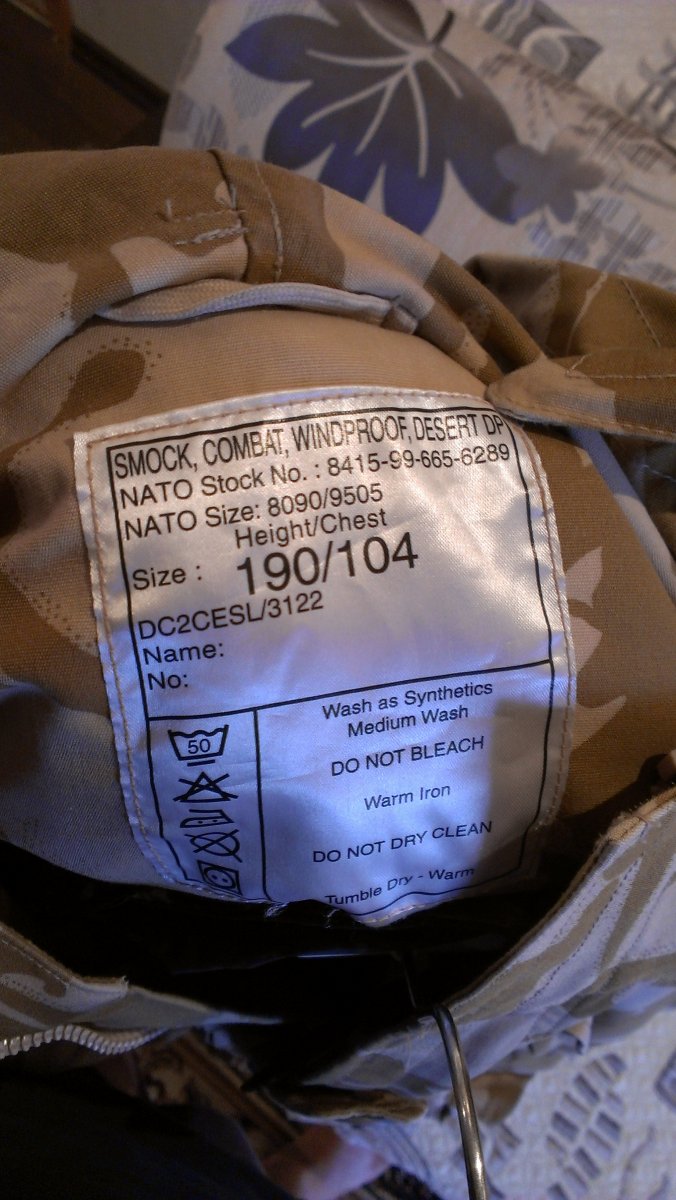 SMOCK, COMBAT, WINDPROOF, DESERT DP
NATO Stock No. : 8415-99-665-6289
NATO Size: 8090/9505
Height/Chest
Size : 190/104
DC2CESL/3122
Name:
No:
50
Wash as Synthetics
Medium Wash
DO NOT BLEACH
Warm Iron
DO NOT DRY CLEAN
Tumble Dry - Warm